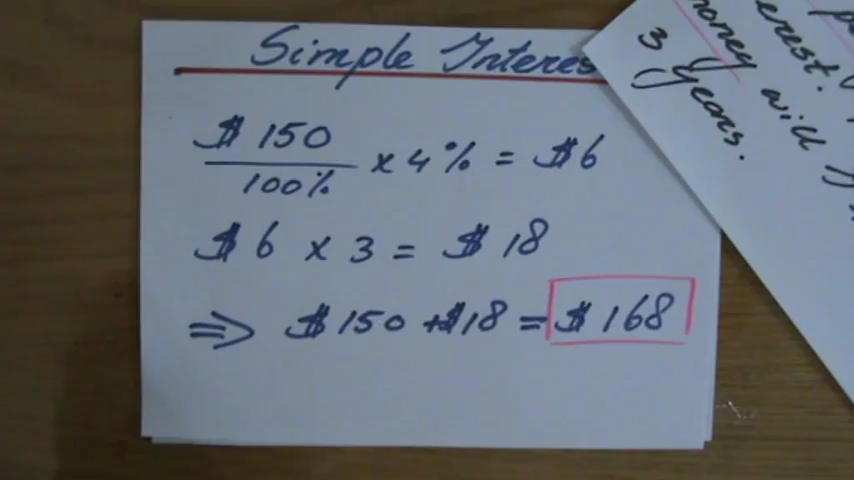 Simple Interes
$ 150
100% x 4% = $6
$ 6 x 3 = $ 18
⇒ $ 150 + $18 = $ 168
money will
erest.
3 years.